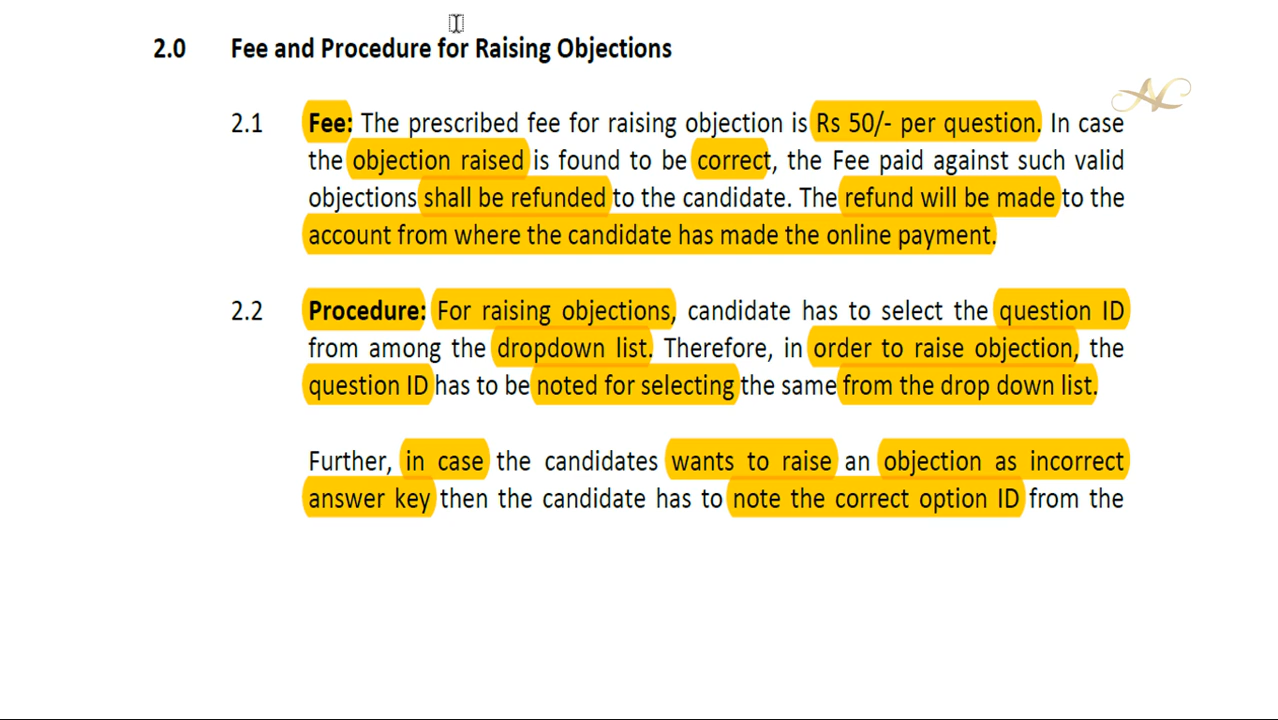 2.0 Fee and Procedure for Raising Objections
2.1 Fee: The prescribed fee for raising objection is Rs 50/- per question. In case
the objection raised is found to be correct, the Fee paid against such valid
objections shall be refunded to the candidate. The refund will be made to the
account from where the candidate has made the online payment.
2.2 Procedure: For raising objections, candidate has to select the question ID
from among the dropdown list. Therefore, in order to raise objection, the
question ID has to be noted for selecting the same from the drop down list.
Further, in case the candidates wants to raise an objection as incorrect
answer key then the candidate has to note the correct option ID from the